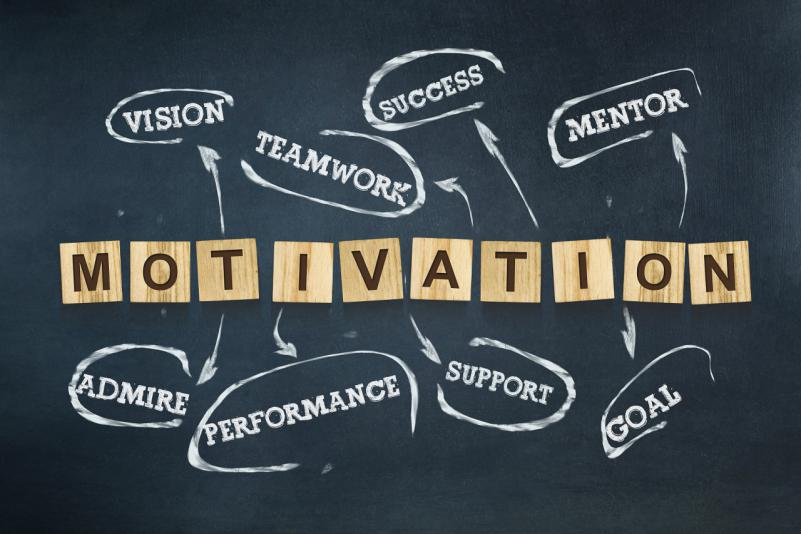 SUCCESS
VISION
MENTOR
TEAMWORK
MOTIVATION
ADMIRE
PERFORMANCE
SUPPORT
GOAL